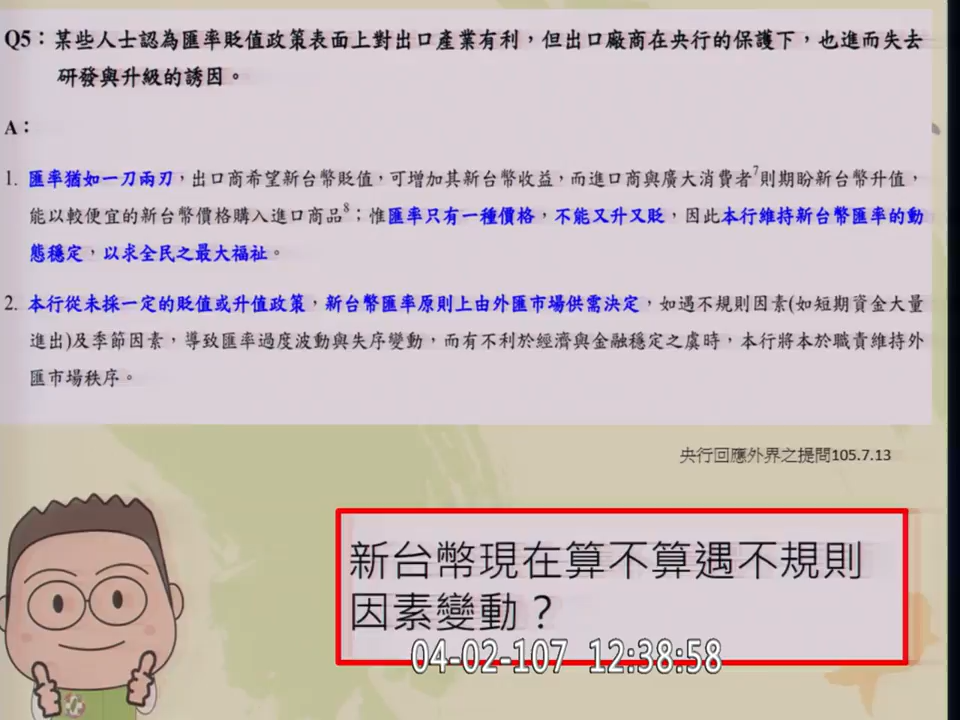 Q5：某些人士認為匯率貶值政策表面上對出口產業有利，但出口廠商在央行的保護下，也進而失去
研發與升級的誘因。
A：
1. 匯率猶如一刀兩刃，出口商希望新台幣貶值，可增加其新台幣收益，而進口商與廣大消費者7則期盼新台幣升值，
能以較便宜的新台幣價格購入進口商品8；惟匯率只有一種價格，不能又升又貶，因此本行維持新台幣匯率的動
態穩定，以求全民之最大福祉。
2. 本行從未採一定的貶值或升值政策，新台幣匯率原則上由外匯市場供需決定，如遇不規則因素(如短期資金大量
進出)及季節因素，導致匯率過度波動與失序變動，而有不利於經濟與金融穩定之虞時，本行將本於職責維持外
匯市場秩序。
央行回應外界之提問105.7.13
新台幣現在算不算遇不規則
因素變動？
04-02-107 12:38:58